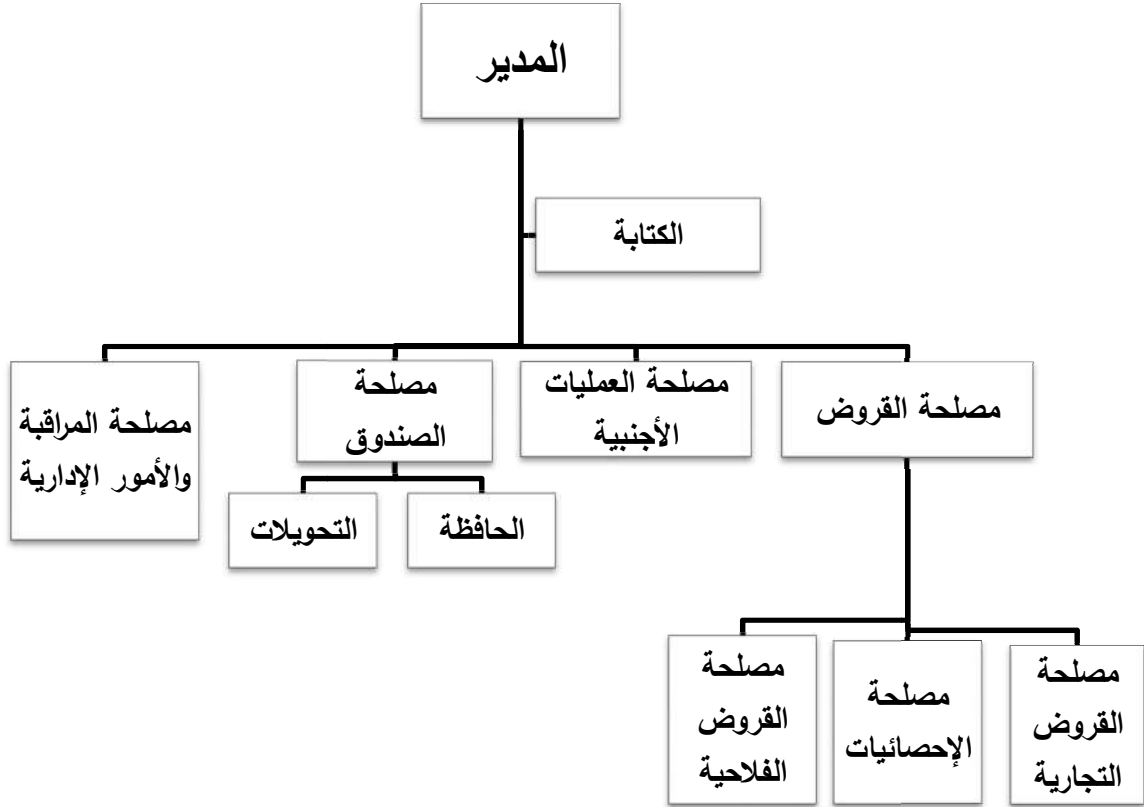 المدير
الكتابة
مصلحة القروض
مصلحة العمليات
الأجنبية
مصلحة
الصندوق
مصلحة المراقبة
والأمور الإدارية
الحافظة
التحويلات
مصلحة
القروض
التجارية
مصلحة
الإحصائيات
مصلحة
القروض
الفلاحية